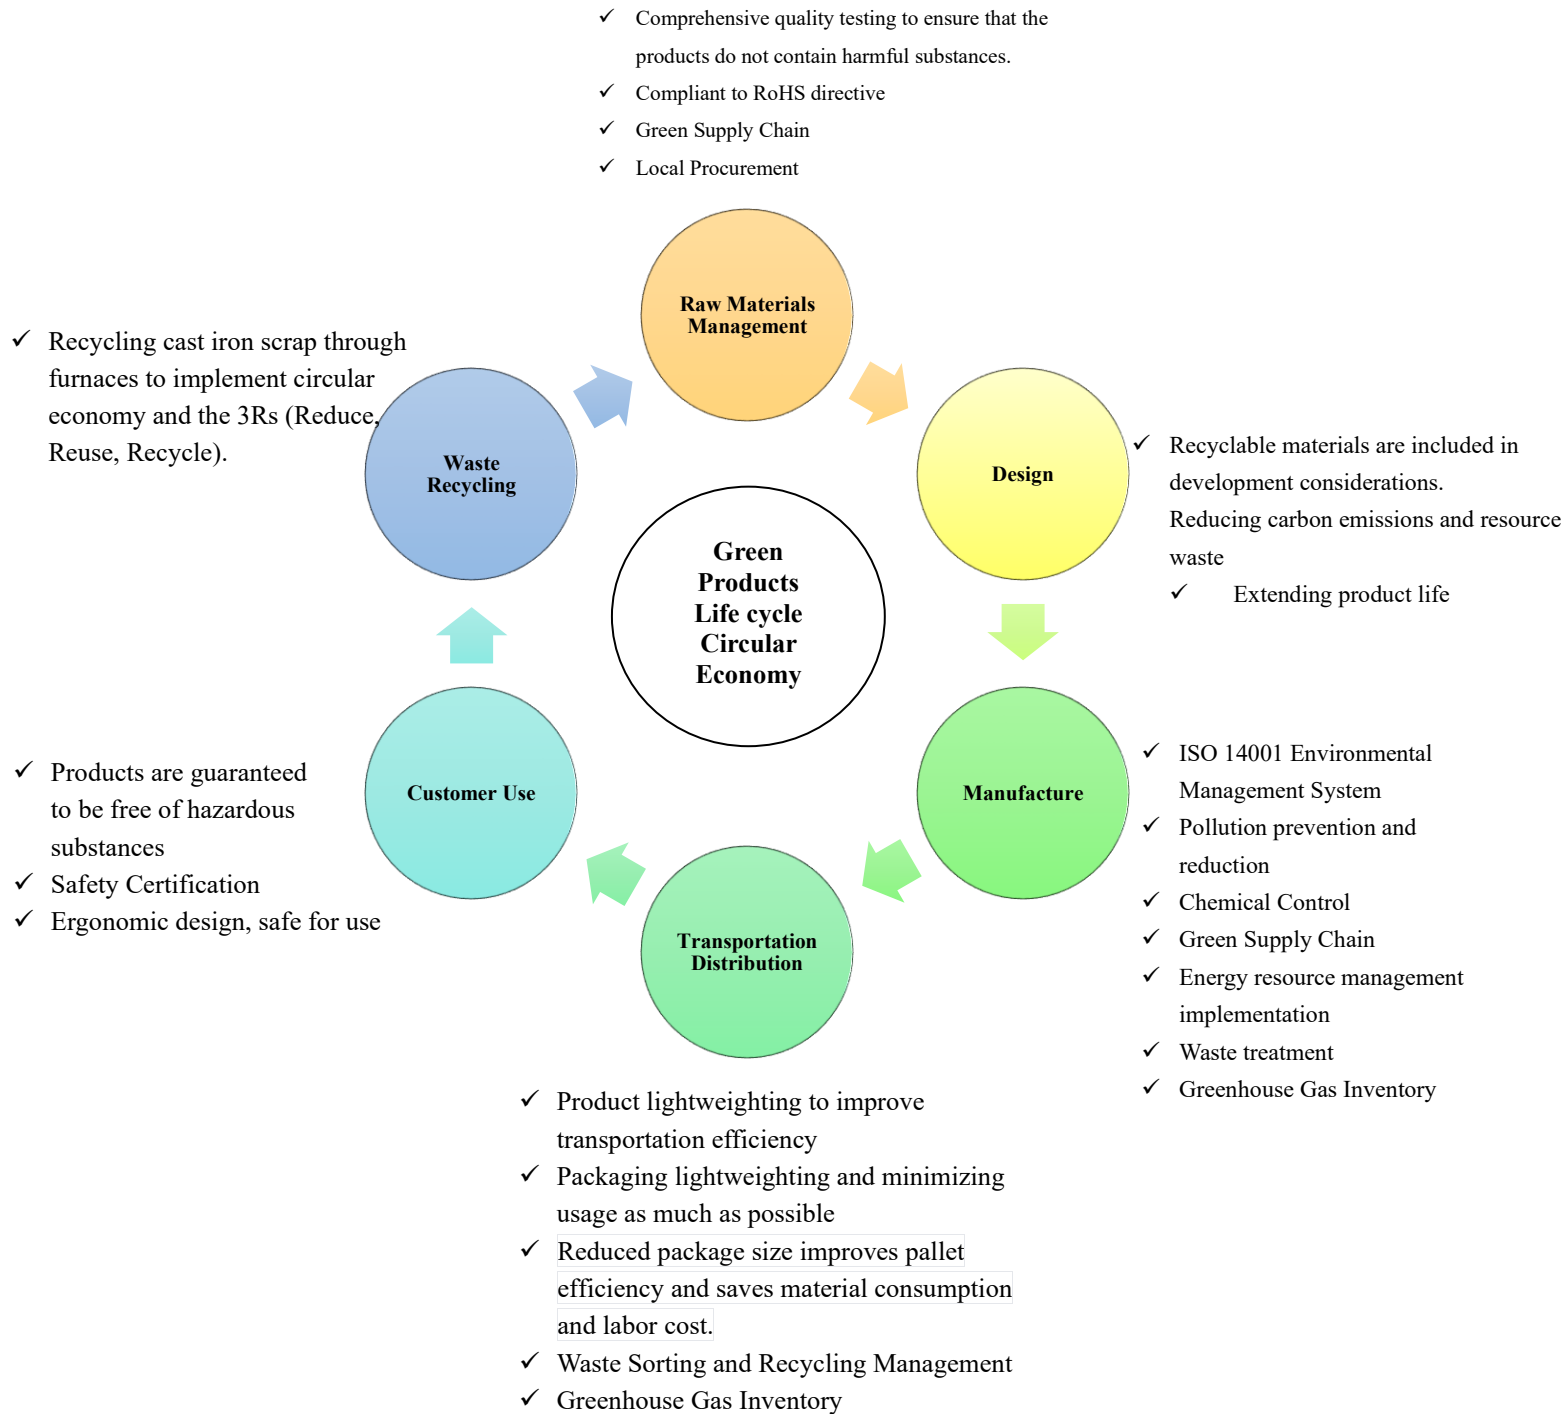 ✓ Comprehensive quality testing to ensure that the
products do not contain harmful substances.
✓ Compliant to RoHS directive
✓ Green Supply Chain
✓ Local Procurement
Raw Materials
Management
✓ Recycling cast iron scrap through
furnaces to implement circular
economy and the 3Rs (Reduce,
Reuse, Recycle).
Waste
Recycling
Design
✓ Recyclable materials are included in
development considerations.
Reducing carbon emissions and resource
waste
✓ Extending product life
Green
Products
Life cycle
Circular
Economy
Customer Use
✓ Products are guaranteed
to be free of hazardous
substances
✓ Safety Certification
✓ Ergonomic design, safe for use
Manufacture
✓ ISO 14001 Environmental
Management System
✓ Pollution prevention and
reduction
✓ Chemical Control
✓ Green Supply Chain
✓ Energy resource management
implementation
✓ Waste treatment
✓ Greenhouse Gas Inventory
Transportation
Distribution
✓ Product lightweighting to improve
transportation efficiency
✓ Packaging lightweighting and minimizing
usage as much as possible
✓ Reduced package size improves pallet
efficiency and saves material consumption
and labor cost.
✓ Waste Sorting and Recycling Management
✓ Greenhouse Gas Inventory